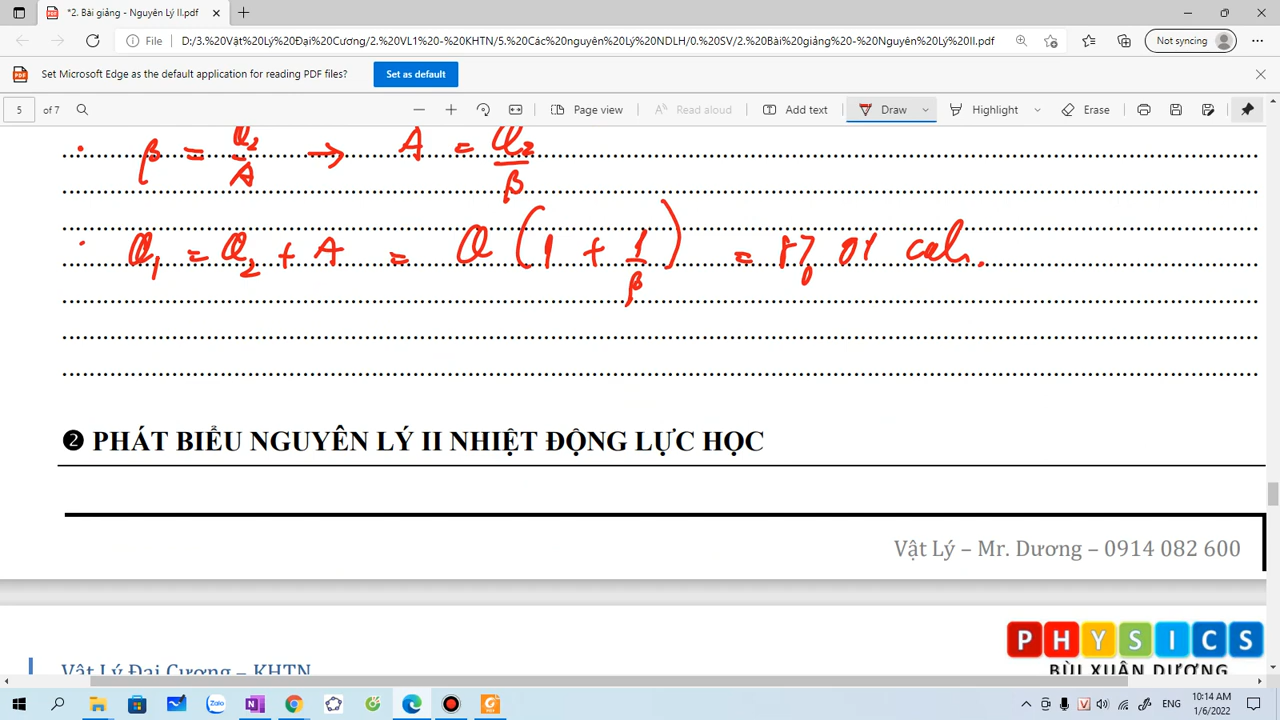 *2. Bài giảng - Nguyên Lý II.pdf
File D:/3.%20Vật%20Lý%20Đại%20Cương/2.%20VL1%20-%20KHTN/5.%20Các%20nguyên%20Lý%20NDLH/0.%20SV/2.%20Bài%20giảng%20-%20Nguyên%20Lý%20II.pdf Not syncing
Set Microsoft Edge as the default application for reading PDF files? Set as default
5 of 7 Page view Read aloud Add text Draw Highlight Erase
β = Q2/A → A = Q2/β
Q1 = Q2 + A = Q (1 + 1/β) = cal.
❷ PHÁT BIỂU NGUYÊN LÝ II NHIỆT ĐỘNG LỰC HỌC
Vật Lý – Mr. Dương – 0914 082 600
PHYSICS
BÙI XUÂN DƯƠNG
Vật Lý Đại Cương – KHTN
Zalo
ENG
10:14 AM
1/6/2022